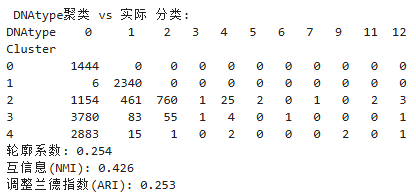 DNAtype聚类 vs 实际 分类:
DNAtype 0 1 2 3 4 5 6 7 9 11 12
Cluster
0 1444 0 0 0 0 0 0 0 0 0 0
1 6 2340 0 0 0 0 0 0 0 0 0
2 1154 461 760 1 25 2 0 1 0 2 3
3 3780 83 55 1 4 0 1 0 0 0 1
4 2883 15 1 0 2 0 0 0 2 0 1
轮廓系数: 0.254
互信息(NMI): 0.426
调整兰德指数(ARI): 0.253